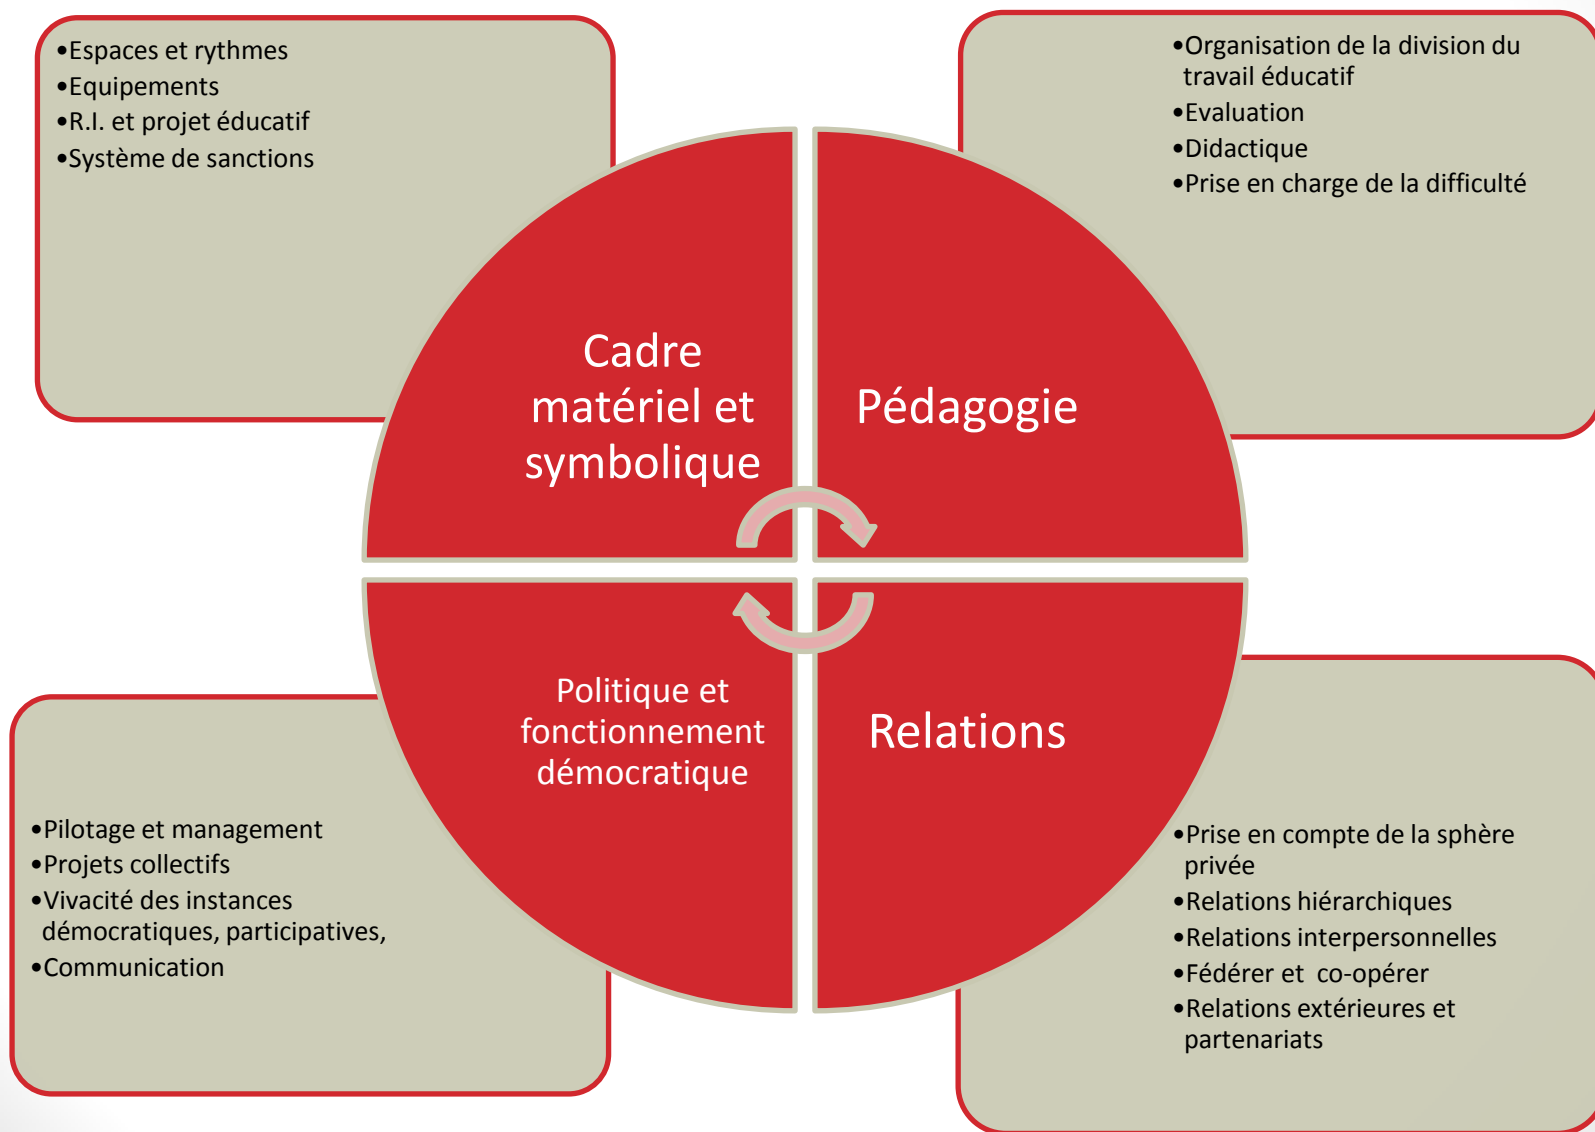 •Espaces et rythmes
•Equipements
•R.I. et projet éducatif
•Système de sanctions
•Organisation de la division du
travail éducatif
•Evaluation
•Didactique
•Prise en charge de la difficulté
Cadre
matériel et
symbolique
Pédagogie
Politique et
fonctionnement
démocratique
Relations
•Pilotage et management
•Projets collectifs
•Vivacité des instances
démocratiques, participatives,
•Communication
•Prise en compte de la sphère
privée
•Relations hiérarchiques
•Relations interpersonnelles
•Fédérer et  co-opérer
•Relations extérieures et
partenariats